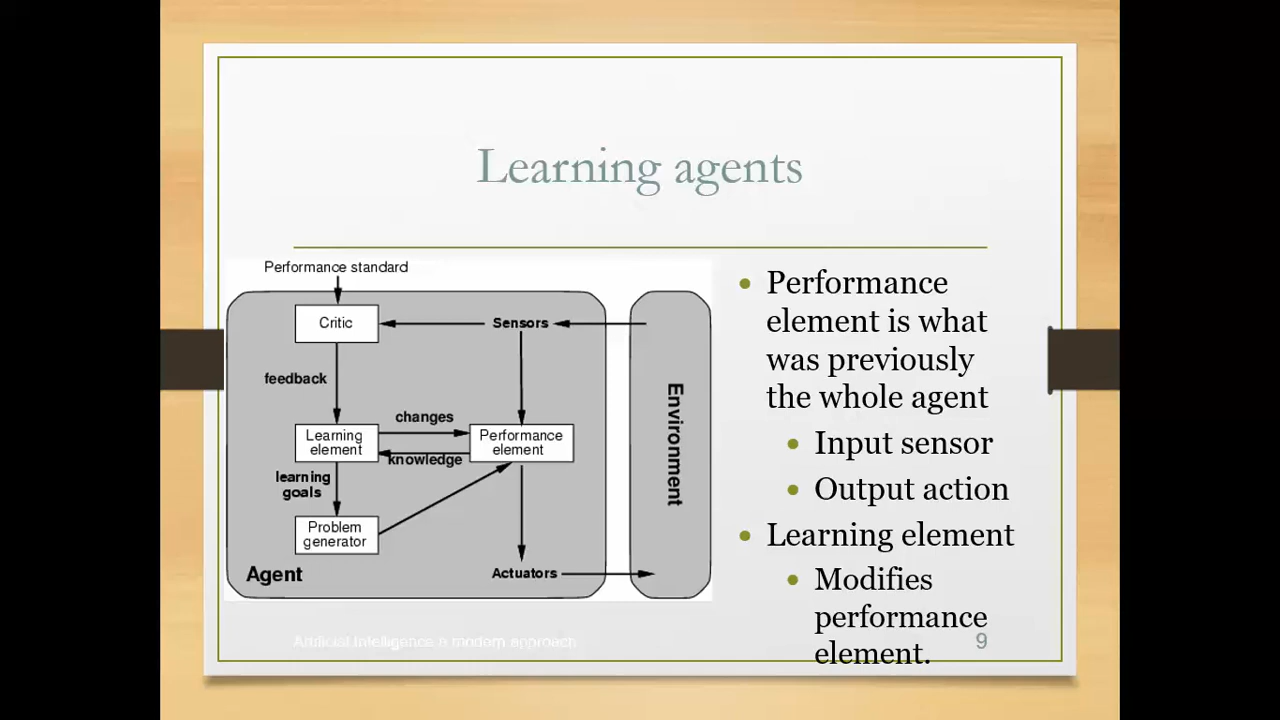 Learning agents
Performance standard
Critic
Sensors
feedback
changes
Learning
element
Performance
element
knowledge
learning
goals
Problem
generator
Agent
Actuators
Environment
• Performance
element is what
was previously
the whole agent
• Input sensor
• Output action
• Learning element
• Modifies
performance
element.
Artificial Intelligence a modern approach
9